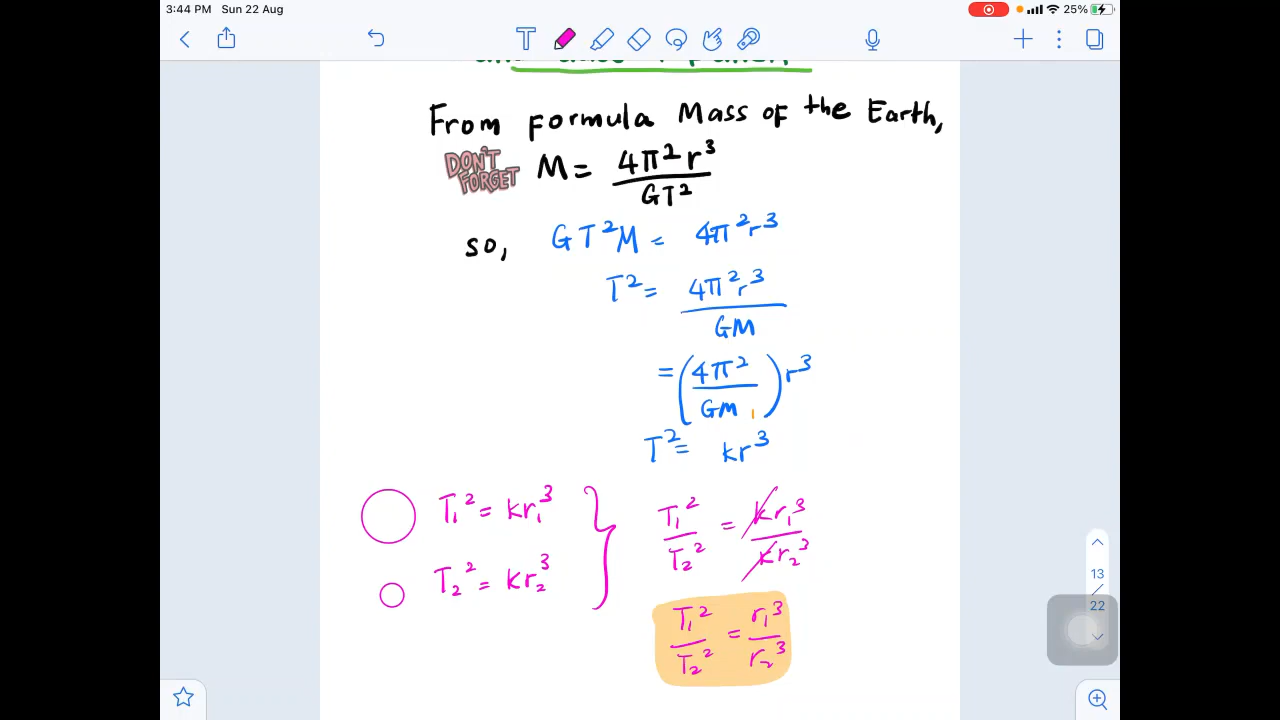 3:44 PM Sun 22 Aug 25%
T
From formula Mass of the Earth,
DON'T FORGET M = 4π²r³/GT²
so, GT²M = 4π²r³
T² = 4π²r³/GM
= (4π²/GM) r³
T² = kr³
T₁² = kr₁³
T₂² = kr₂³
T₁²/T₂² = kr₁³/kr₂³
T₁²/T₂² = r₁³/r₂³
13/22